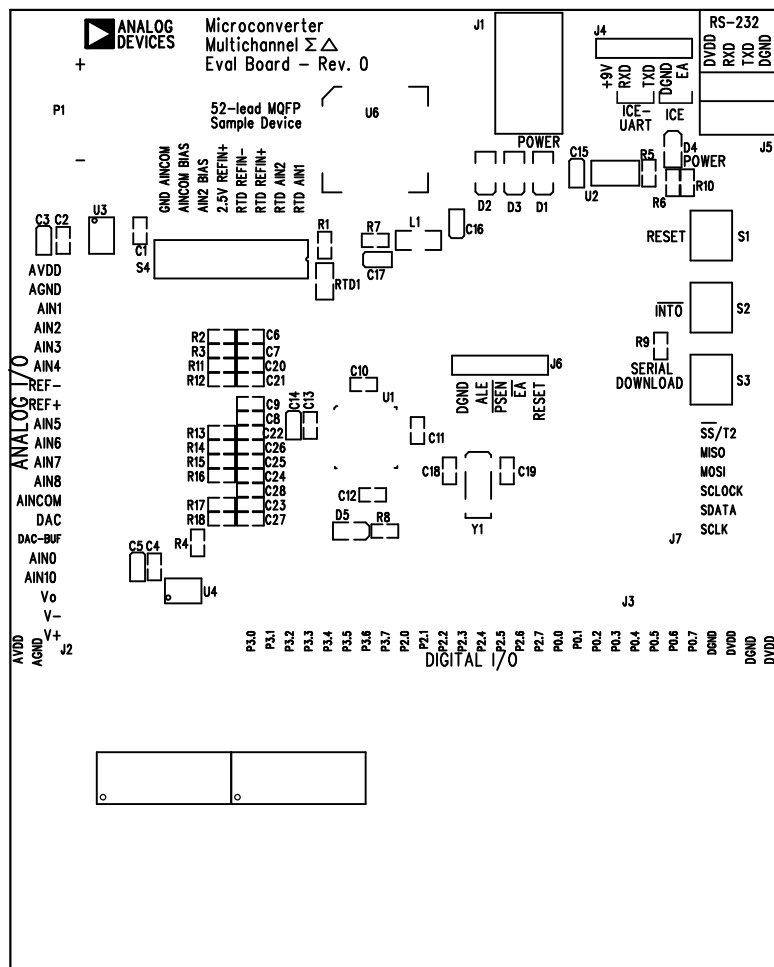 ANALOG
DEVICES
Microconverter
Multichannel Σ △
Eval Board - Rev. 0
J1
J4
RS-232
DVDD
RXD
TXD
DGND
+9V
RXD
TXD
DGND
EA
ICE-
UART
ICE
J5
+
P1
-
52-lead MQFP
Sample Device
U6
GND AINCOM
AINCOM BIAS
AIN2 BIAS
2.5V REFIN+
RTD REFIN-
RTD REFIN+
RTD AIN2
RTD AIN1
POWER
D2
D3
D1
C15
U2
R5
D4
POWER
R6
R10
C3
C2
U3
C1
S4
R1
RTD1
R7
C17
L1
C16
RESET
S1
INT0
S2
R9
SERIAL
DOWNLOAD
S3
ANALOG I/O
AVDD
AGND
AIN1
AIN2
AIN3
AIN4
REF-
REF+
AIN5
AIN6
AIN7
AIN8
AINCOM
DAC
DAC-BUF
AIN0
AIN10
Vo
V-
V+
AVDD
AGND
J2
R2
R3
R11
R12
C6
C7
C20
C21
C9
C8
R13
C22
R14
C26
R15
C25
R16
C24
C28
R17
C23
R18
C27
C14
C13
C10
U1
C11
C12
D5
R8
J6
DGND
ALE
PSEN
EA
RESET
C18
Y1
C19
SS/T2
MISO
MOSI
SCLOCK
SDATA
SCLK
J7
R4
C5
C4
U4
J3
P3.0
P3.1
P3.2
P3.3
P3.4
P3.5
P3.6
P3.7
P2.0
P2.1
P2.2
P2.3
P2.4
P2.5
P2.6
P2.7
P0.0
P0.1
P0.2
P0.3
P0.4
P0.5
P0.6
P0.7
DGND
DVDD
DGND
DVDD
DIGITAL I/O